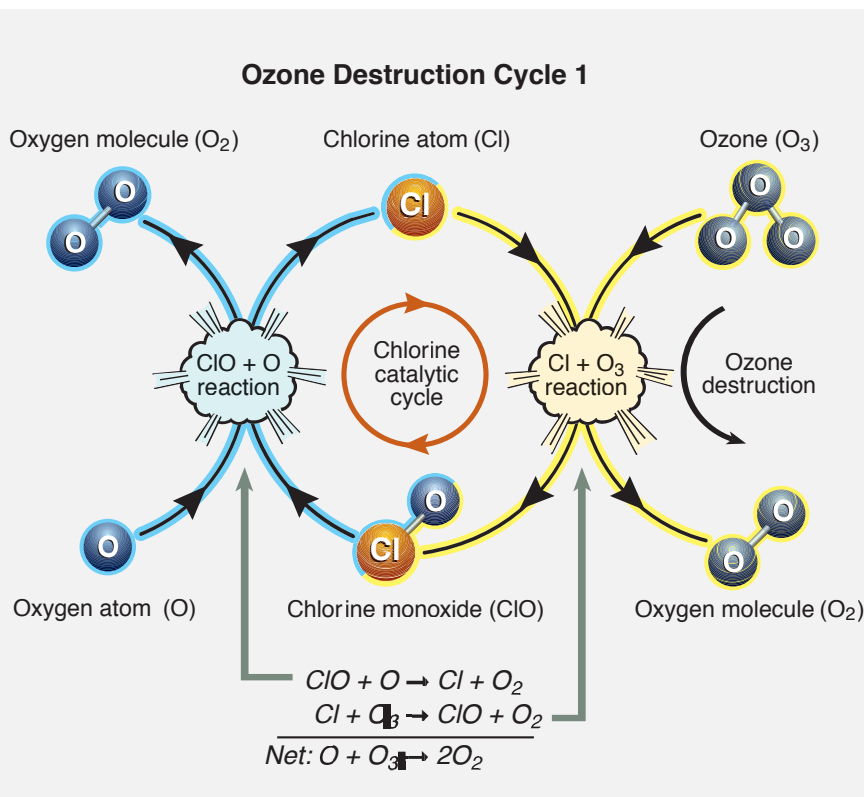 Ozone Destruction Cycle 1
Oxygen molecule (O2)
Chlorine atom (Cl)
Ozone (O3)
O
O
Cl
O
O
O
ClO + O
reaction
Chlorine
catalytic
cycle
Cl + O3
reaction
Ozone
destruction
O
Cl
O
O
O
Oxygen atom (O)
Chlorine monoxide (ClO)
Oxygen molecule (O2)
ClO + O → Cl + O2
Cl + O3 → ClO + O2
Net: O + O3 → 2O2